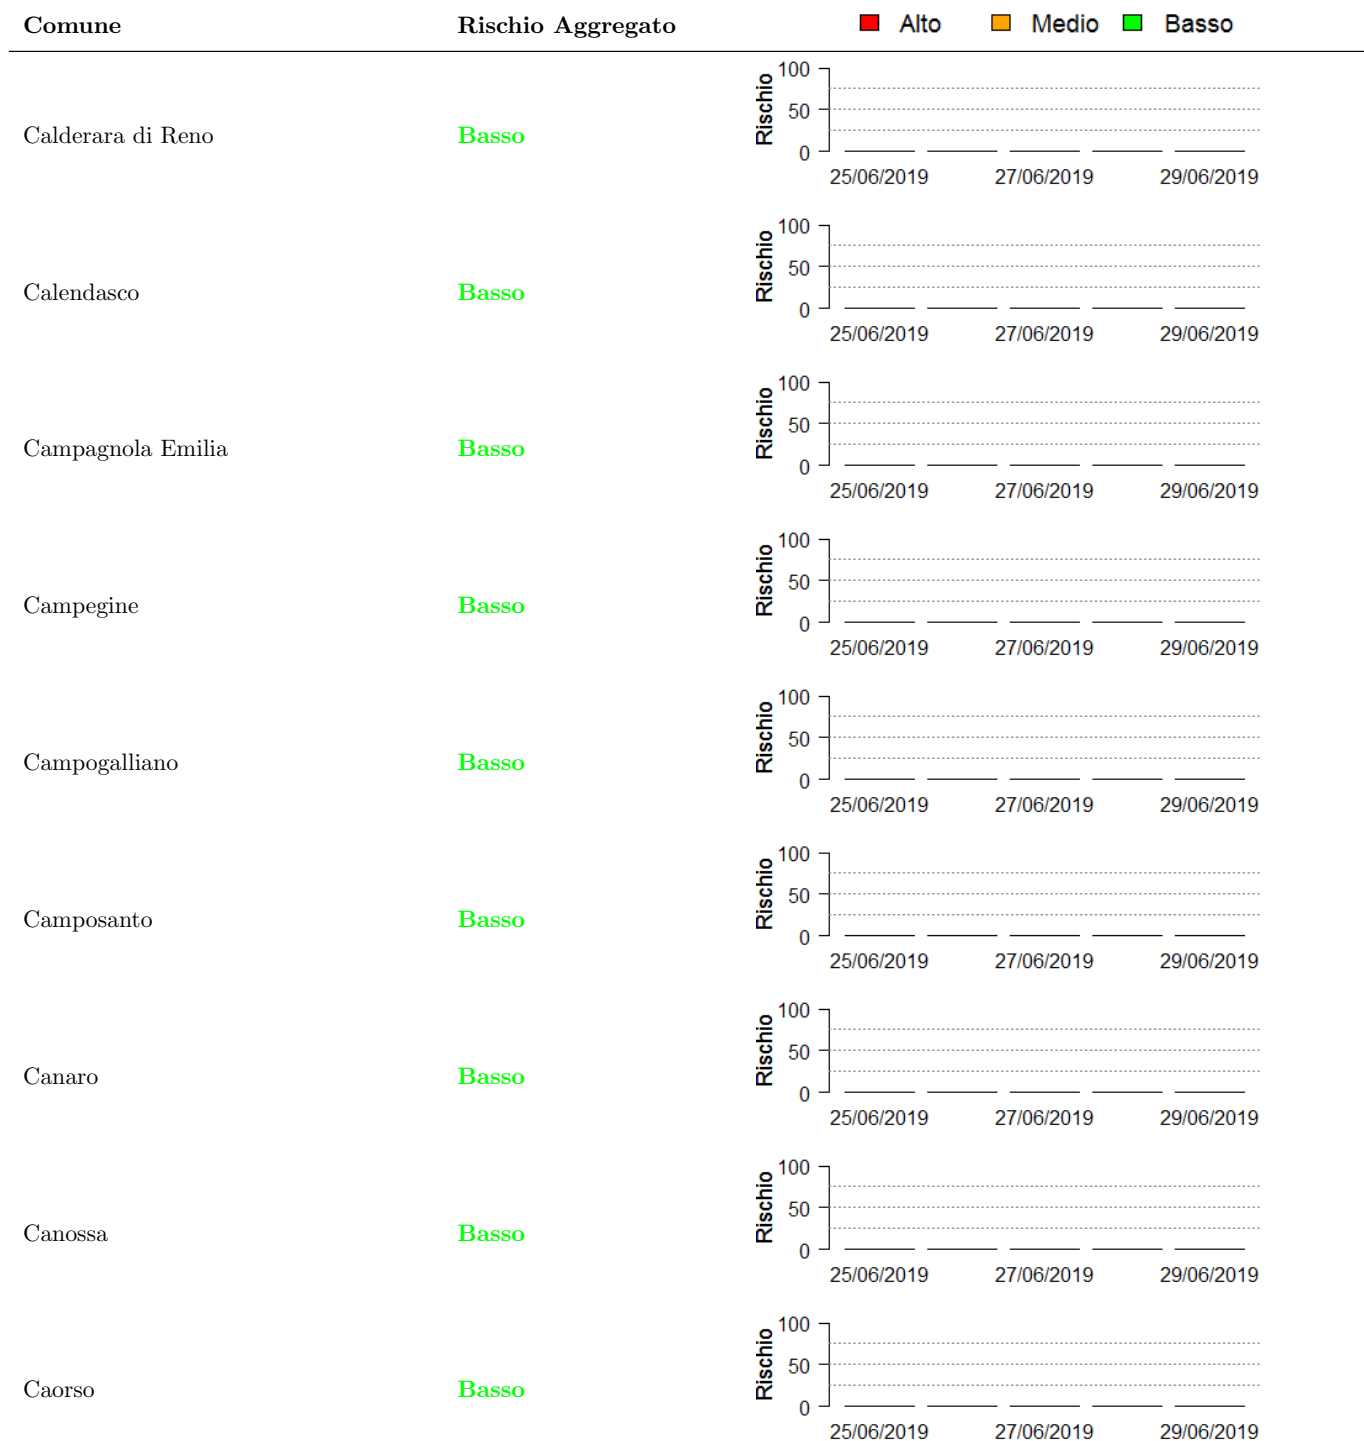 Comune Rischio Aggregato Alto Medio Basso
100
50
0
Rischio
Calderara di Reno Basso
25/06/2019 27/06/2019 29/06/2019
100
50
0
Rischio
Calendasco Basso
25/06/2019 27/06/2019 29/06/2019
100
50
0
Rischio
Campagnola Emilia Basso
25/06/2019 27/06/2019 29/06/2019
100
50
0
Rischio
Campegine Basso
25/06/2019 27/06/2019 29/06/2019
100
50
0
Rischio
Campogalliano Basso
25/06/2019 27/06/2019 29/06/2019
100
50
0
Rischio
Camposanto Basso
25/06/2019 27/06/2019 29/06/2019
100
50
0
Rischio
Canaro Basso
25/06/2019 27/06/2019 29/06/2019
100
50
0
Rischio
Canossa Basso
25/06/2019 27/06/2019 29/06/2019
100
50
0
Rischio
Caorso Basso
25/06/2019 27/06/2019 29/06/2019